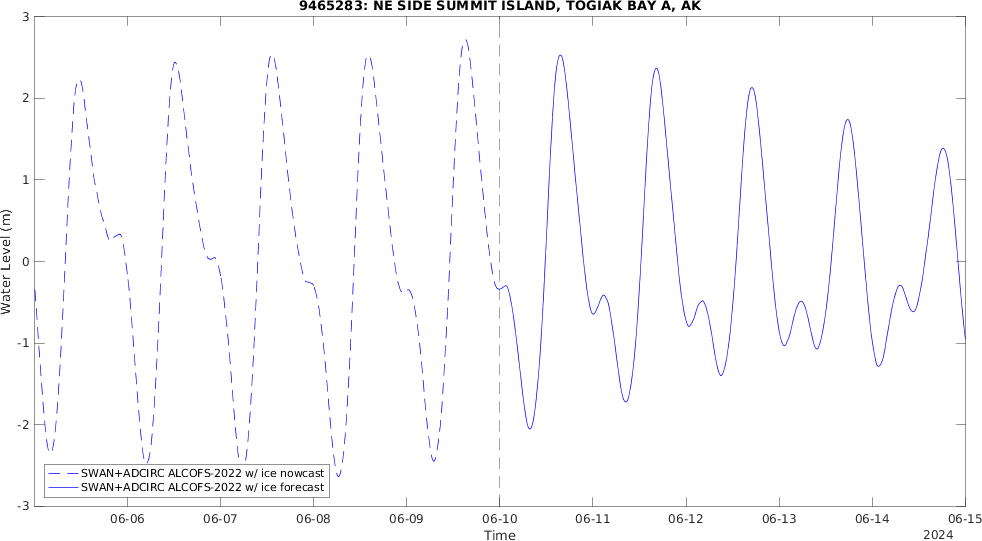 9465283: NE SIDE SUMMIT ISLAND, TOGIAK BAY A, AK
3
2
1
0
-1
-2
-3
Water Level (m)
SWAN+ADCIRC ALCOFS-2022 w/ ice nowcast
SWAN+ADCIRC ALCOFS-2022 w/ ice forecast
06-06 06-07 06-08 06-09 06-10 06-11 06-12 06-13 06-14 06-15
Time
2024